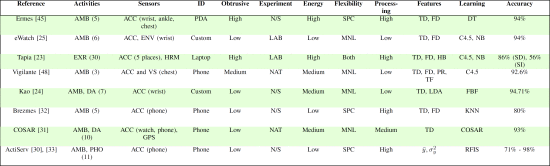 Reference Activities Sensors ID Obtrusive Experiment Energy Flexibility Process- Features Learning Accuracy
ing
Ermes [45] AMB (5) ACC (wrist, ankle, PDA High N/S High SPC High TD, FD DT 94%
chest)
eWatch [25] AMB (6) ACC, ENV (wrist) Custom Low LAB Low MNL Low TD, FD C4.5, NB 94%
Tapia [23] EXR (30) ACC (5 places), HRM Laptop High LAB High Both High TD, FD, HB C4.5, NB 86% (SD), 56%
(SI)
Vigilante [48] AMB (3) ACC and VS (chest) Phone Medium NAT Medium MNL Low TD, FD, PR, C4.5 92.6%
TF
Kao [24] AMB, DA (7) ACC (wrist) Custom Low N/S Medium MNL Low TD, LDA FBF 94.71%
Brezmes [32] AMB (5) ACC (phone) Phone Low N/S Low SPC High TD, FD KNN 80%
COSAR [31] AMB, DA ACC (watch, phone), Phone Low NAT Medium MNL Medium TD COSAR 93%
(10) GPS
ActiServ [30], [33] AMB, PHO ACC (phone) Phone Low N/S Low SPC High ȳ, σ²ᵧ RFIS 71% - 98%
(11)